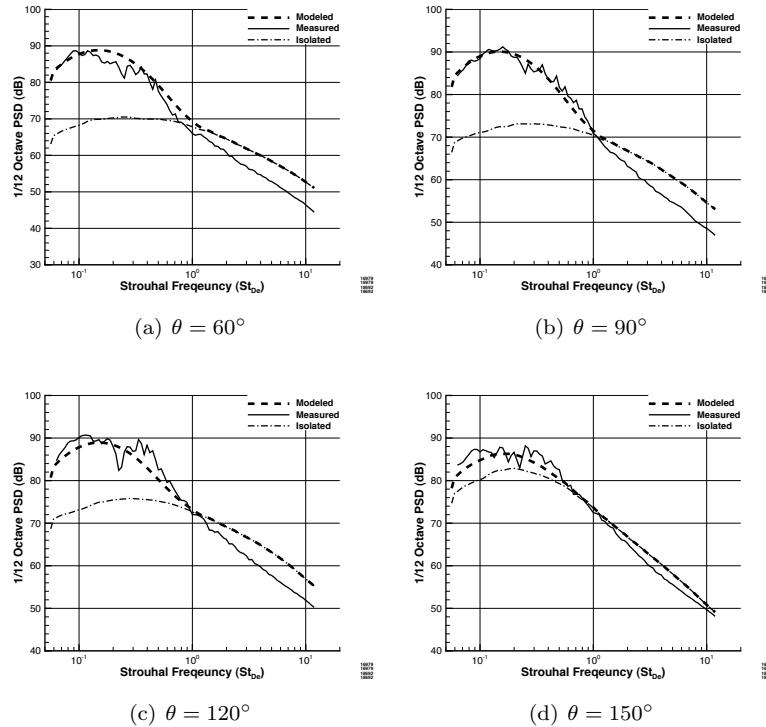 Modeled
Measured
Isolated
1/12 Octave PSD (dB)
100
90
80
70
60
50
40
30
10⁻¹
10⁰
10¹
Strouhal Freqeuncy (St_De)
(a) θ = 60°
Modeled
Measured
Isolated
1/12 Octave PSD (dB)
100
90
80
70
60
50
40
10⁻¹
10⁰
10¹
Strouhal Freqeuncy (St_De)
(b) θ = 90°
Modeled
Measured
Isolated
1/12 Octave PSD (dB)
100
90
80
70
60
50
40
10⁻¹
10⁰
10¹
Strouhal Freqeuncy (St_De)
(c) θ = 120°
Modeled
Measured
Isolated
1/12 Octave PSD (dB)
100
90
80
70
60
50
40
10⁻¹
10⁰
10¹
Strouhal Freqeuncy (St_De)
(d) θ = 150°